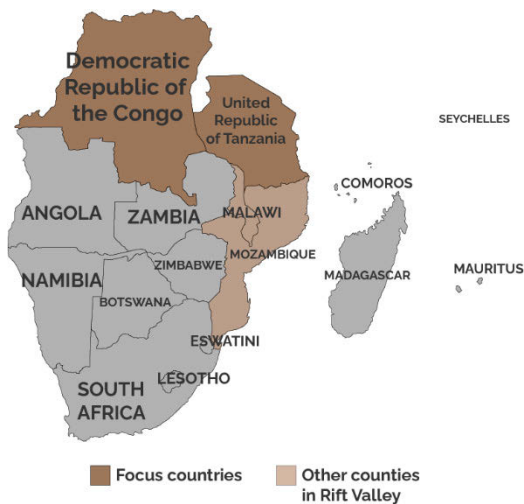 Democratic
Republic of
the Congo
United
Republic
of Tanzania
SEYCHELLES
COMOROS
ANGOLA
ZAMBIA
MALAWI
MOZAMBIQUE
ZIMBABWE
NAMIBIA
MADAGASCAR
MAURITUS
BOTSWANA
ESWATINI
LESOTHO
SOUTH
AFRICA
Focus countries
Other counties
in Rift Valley